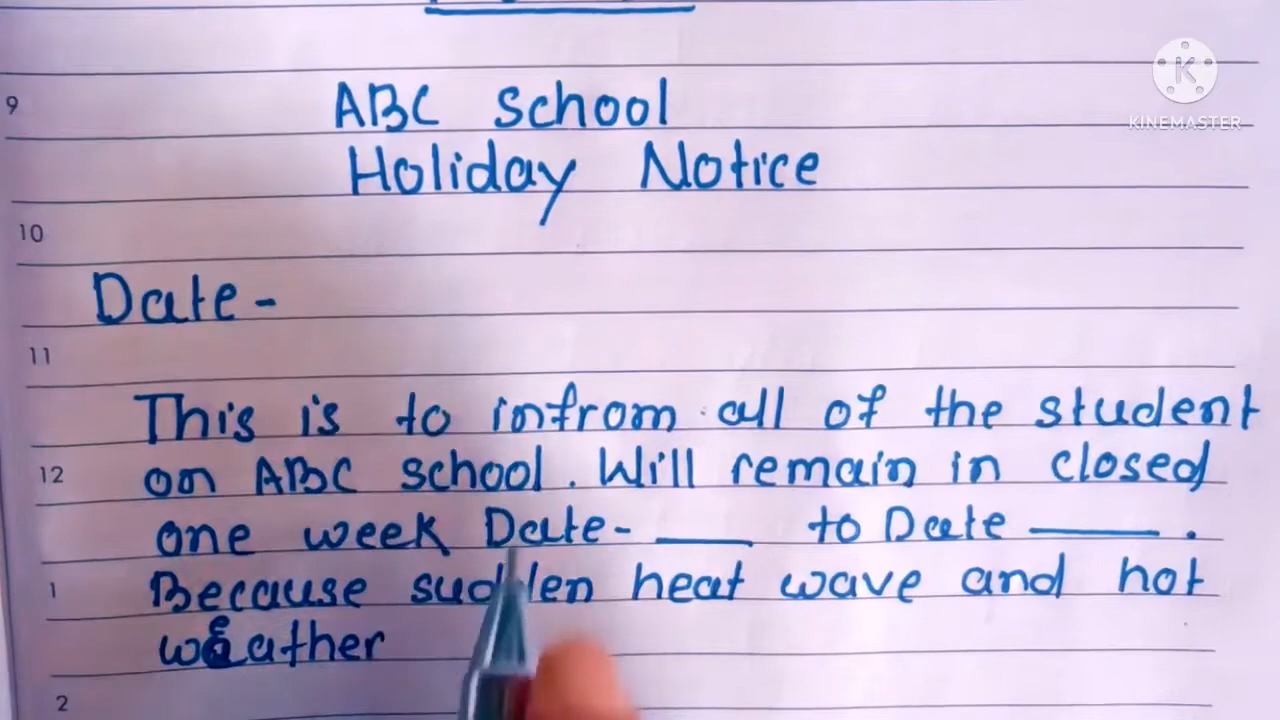 9
ABC school
Holiday Notice
10
Date-
11
This is to infrom all of the student
12
on ABC school. Will remain in closed
one week Date- ____ to Date ____.
1
Because sudden heat wave and hot
weather
2
K
KINEMASTER